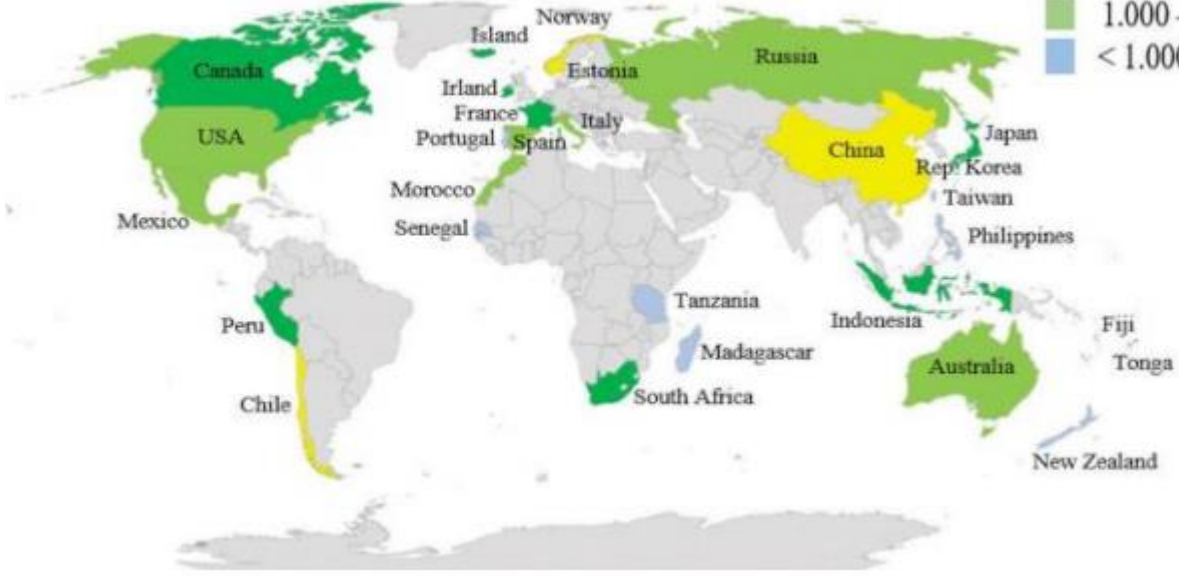 Norway
1.000
Island
Canada
Russia
< 1.000
Estonia
Irland
France
Italy
Portugal
Spain
USA
Japan
China
Rep. Korea
Morocco
Taiwan
Mexico
Senegal
Philippines
Tanzania
Peru
Indonesia
Fiji
Madagascar
Tonga
Australia
South Africa
Chile
New Zealand